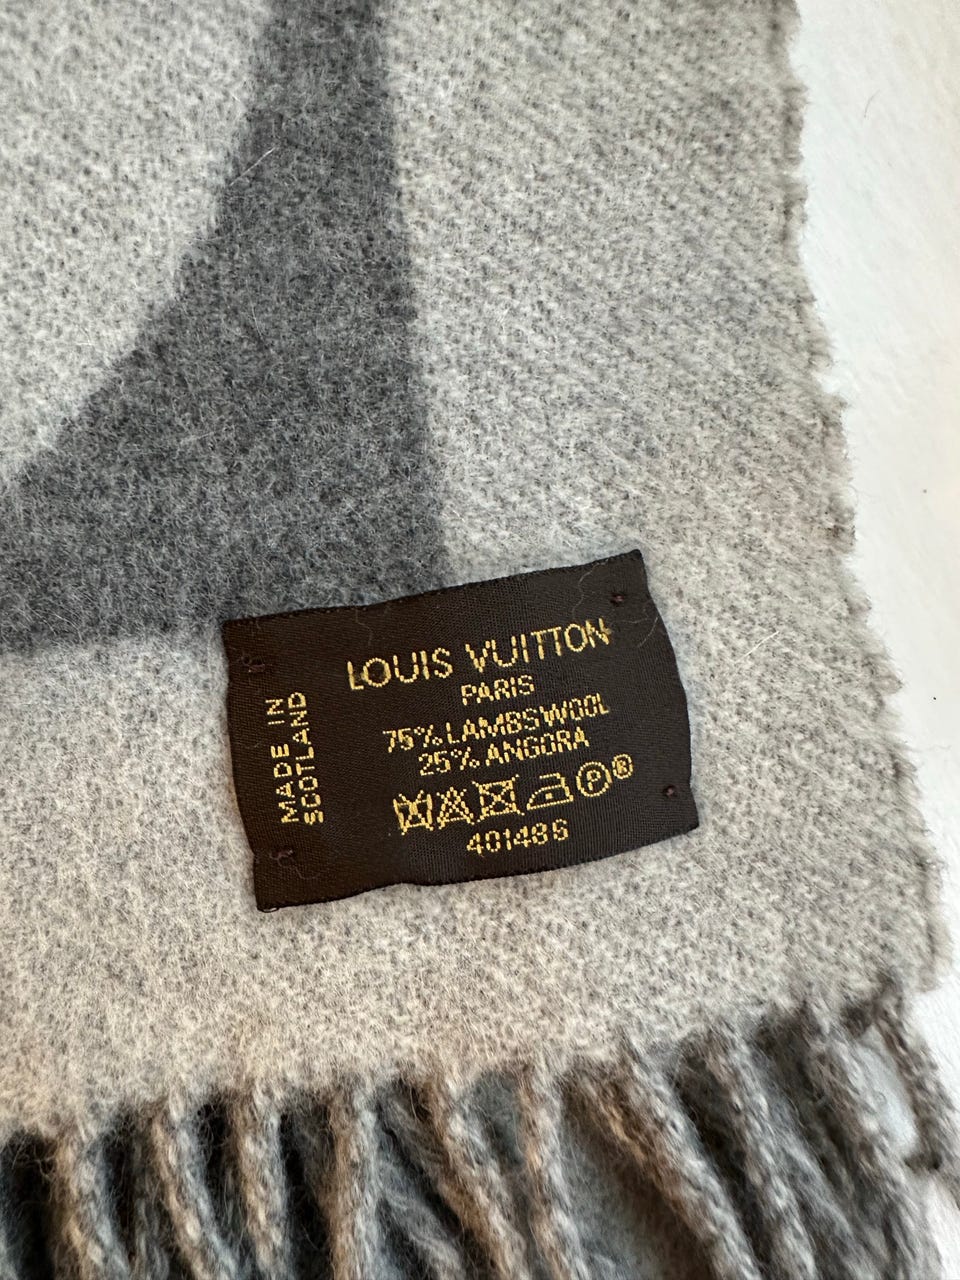 LOUIS VUITTON
PARIS
75% LAMBSWOOL
25% ANGORA
P®
401486
MADE IN
SCOTLAND